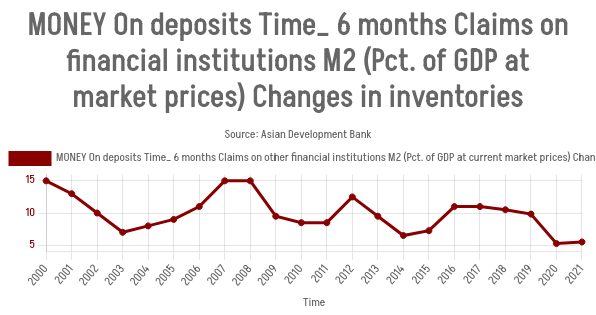 MONEY On deposits Time_ 6 months Claims on
financial institutions M2 (Pct. of GDP at
market prices) Changes in inventories
Source: Asian Development Bank
MONEY On deposits Time_ 6 months Claims on other financial institutions M2 (Pct. of GDP at current market prices) Chan
15
10
5
2000 2001 2002 2003 2004 2005 2006 2007 2008 2009 2010 2011 2012 2013 2014 2015 2016 2017 2018 2019 2020 2021
Time